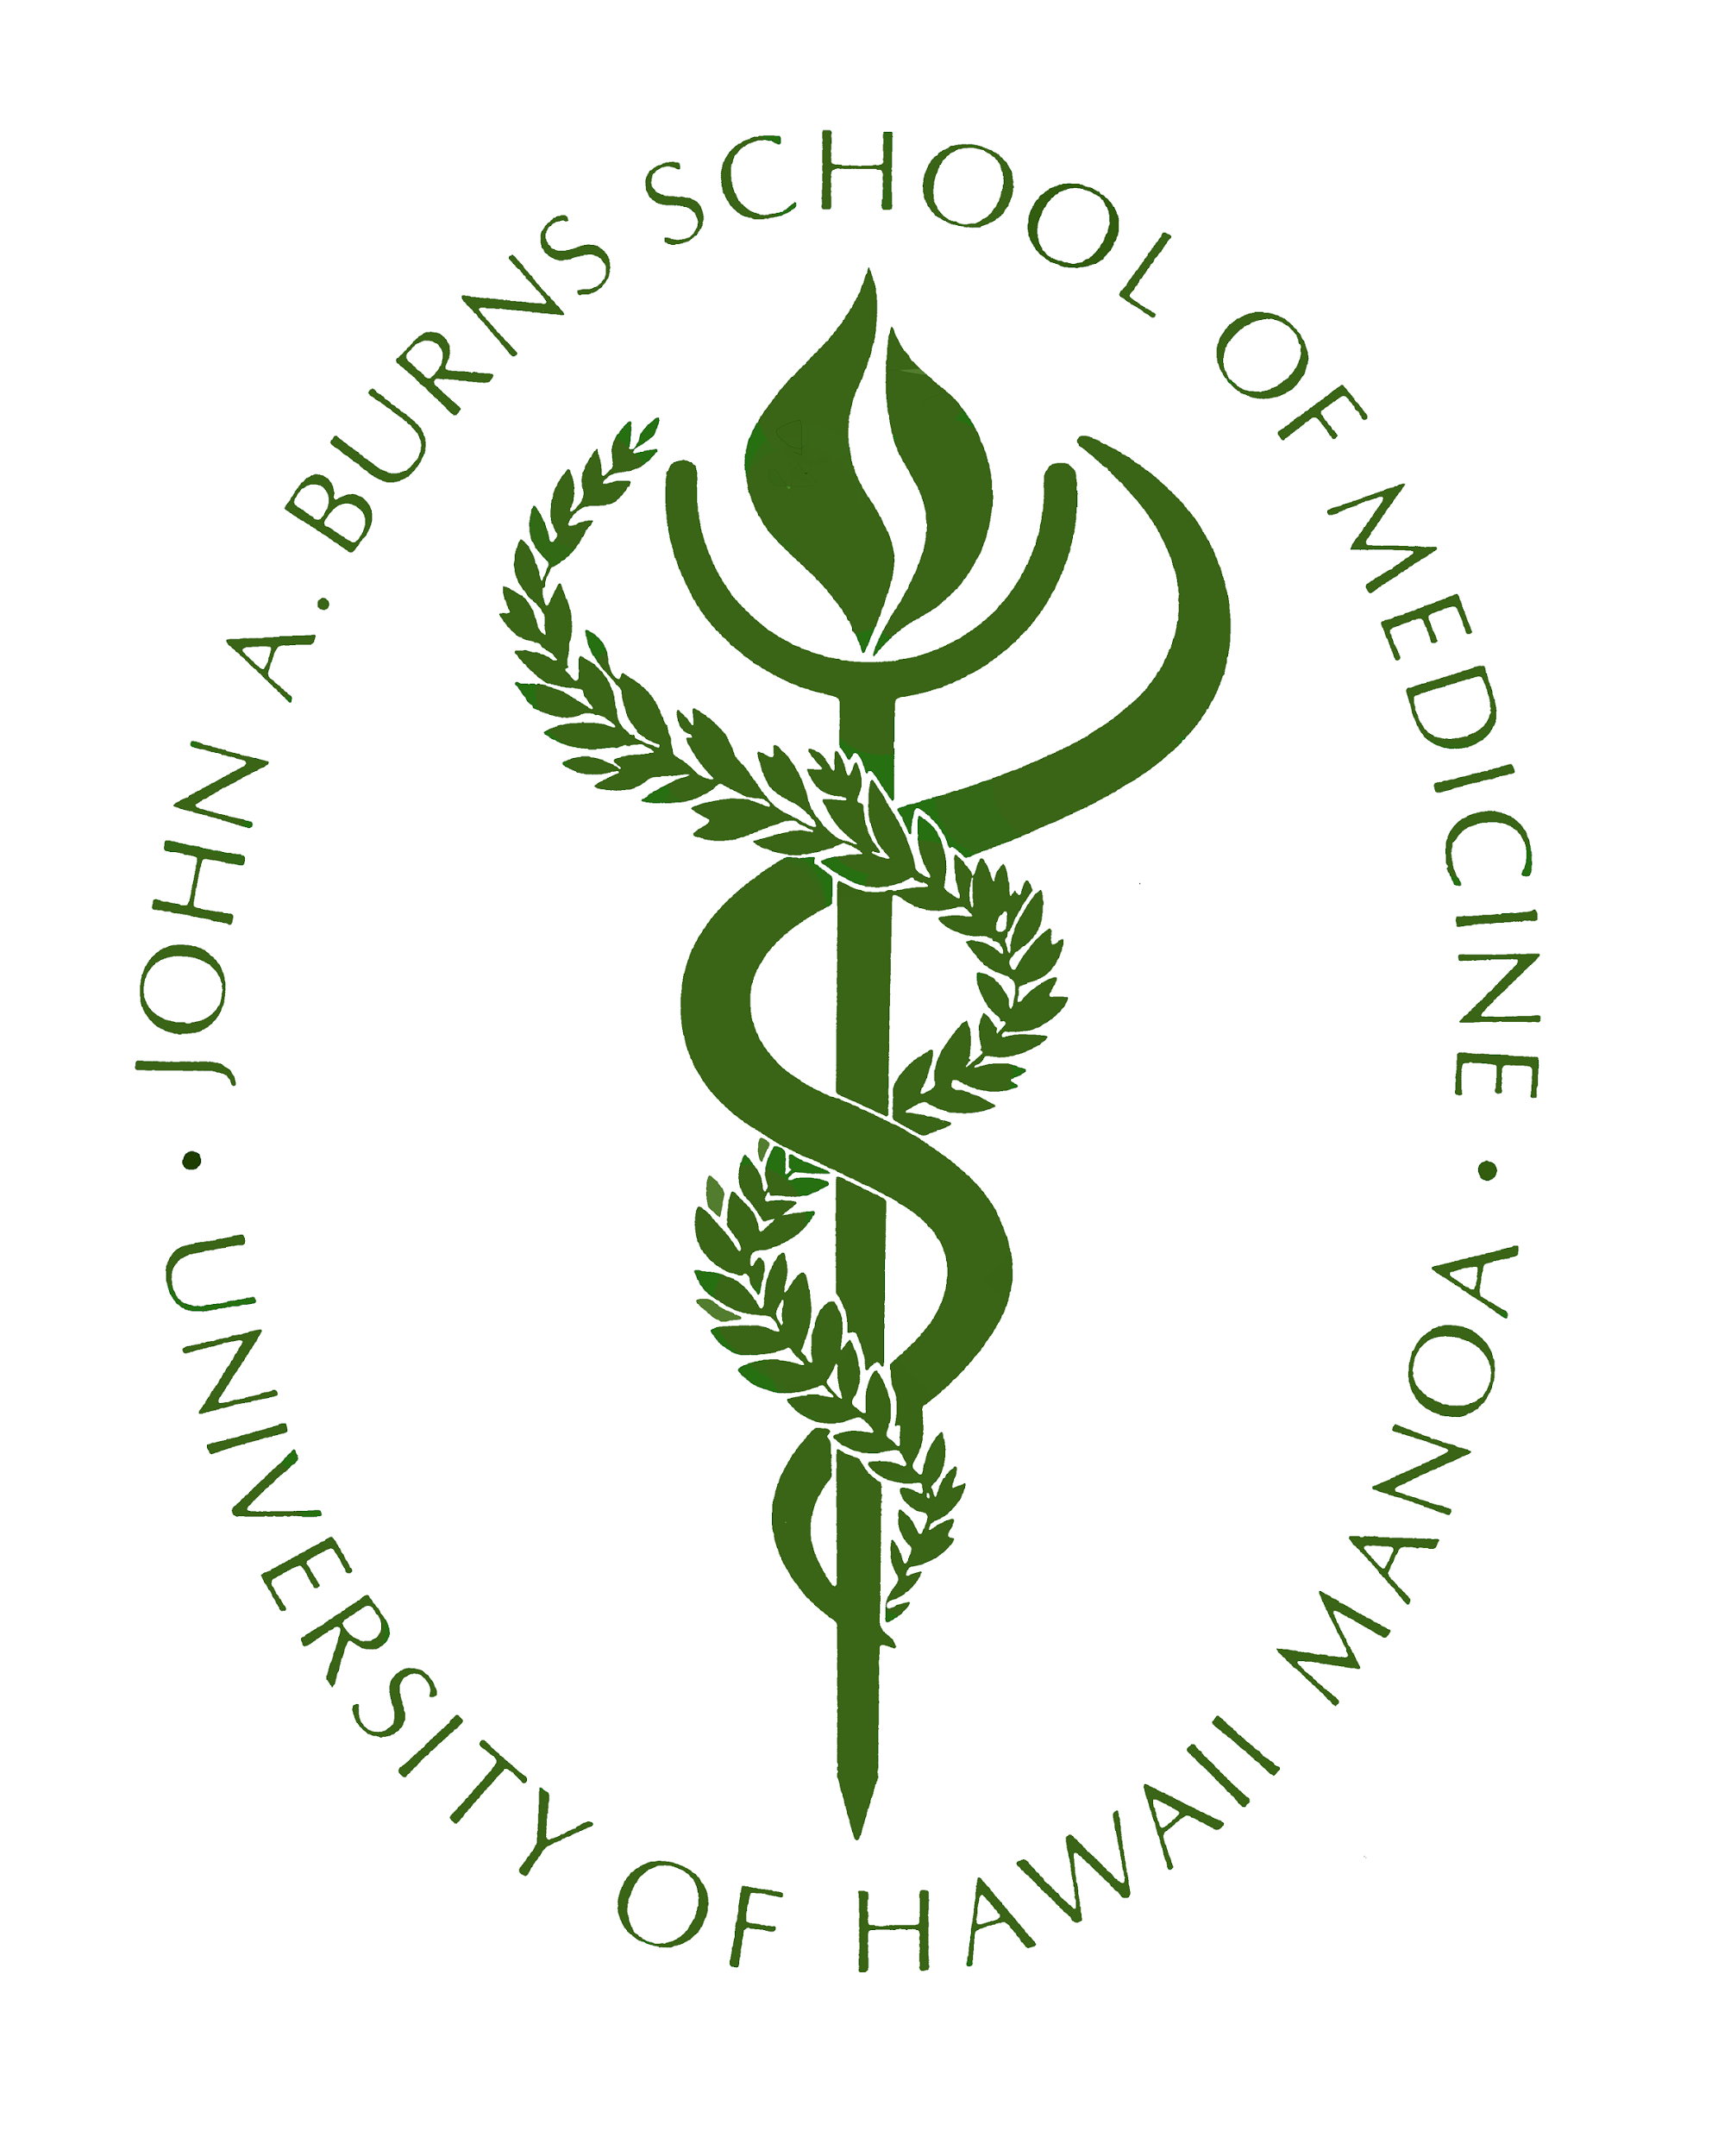 JOHN A. BURNS SCHOOL OF MEDICINE
· UNIVERSITY OF HAWAII MANOA ·